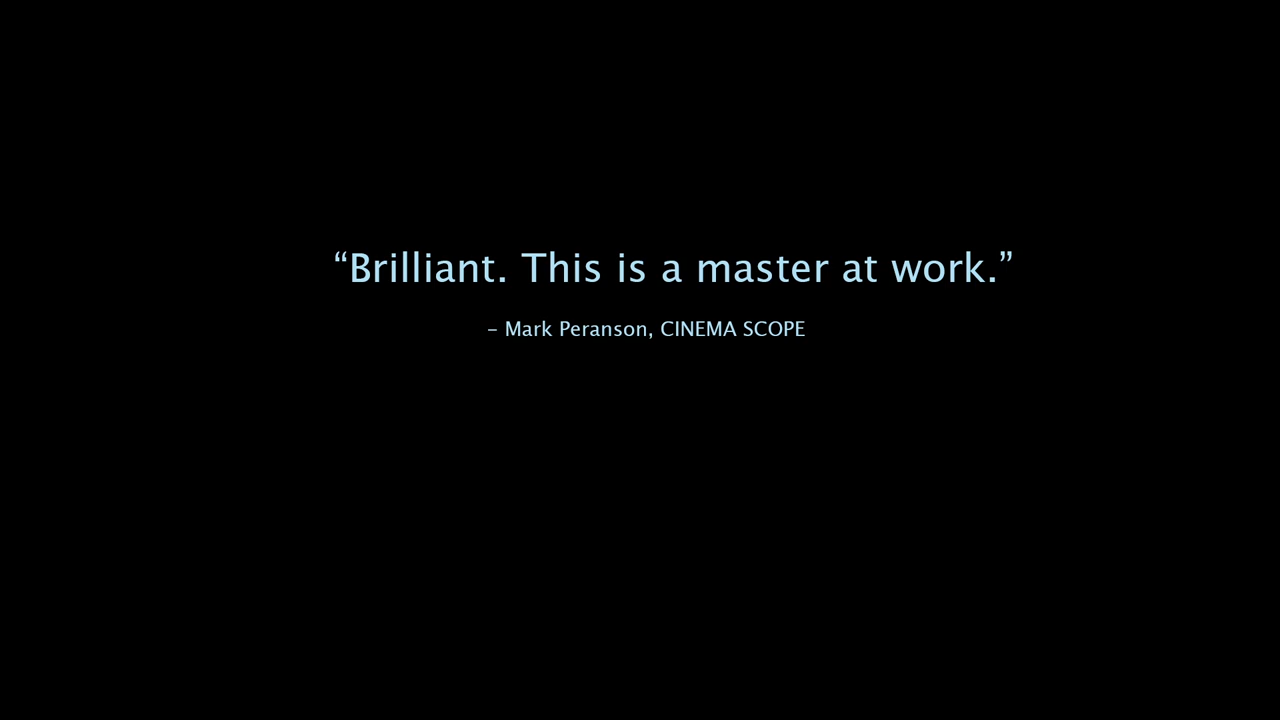 “Brilliant. This is a master at work.”
– Mark Peranson, CINEMA SCOPE